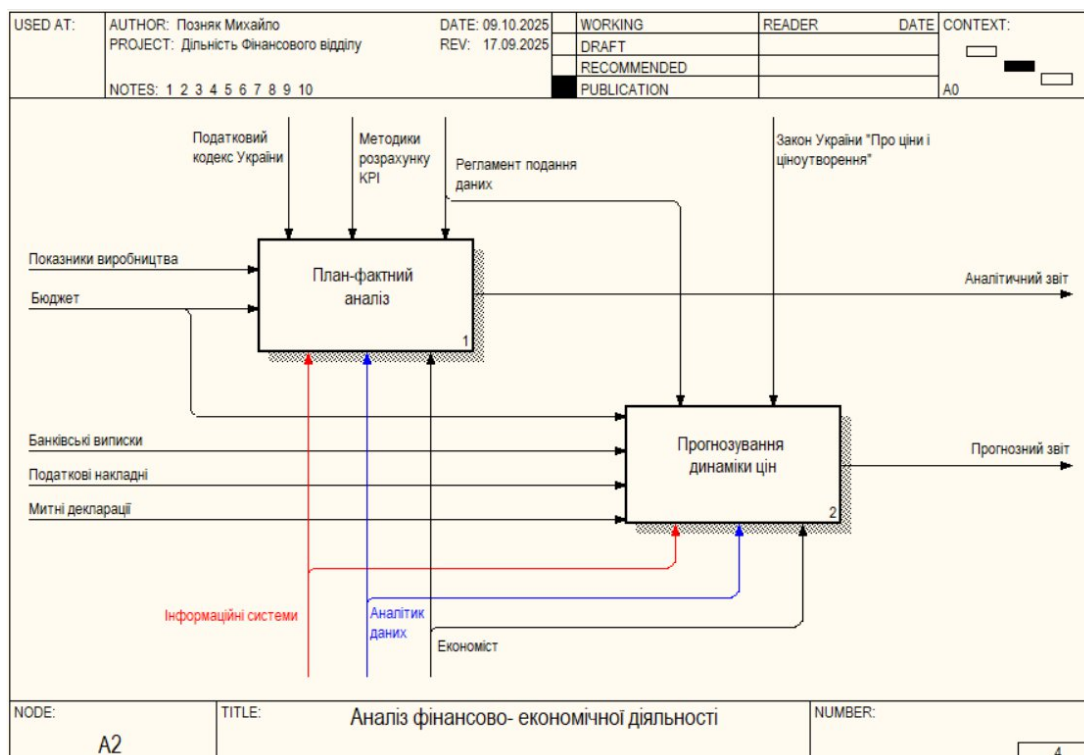 USED AT:
AUTHOR: Позняк Михайло
DATE: 09.10.2025
WORKING
READER
DATE
CONTEXT:
PROJECT: Дільність Фінансового відділу
REV: 17.09.2025
DRAFT
RECOMMENDED
NOTES: 1 2 3 4 5 6 7 8 9 10
PUBLICATION
A0
Податковий
кодекс України
Методики
розрахунку
KPI
Регламент подання
даних
Закон України "Про ціни і
ціноутворення"
Показники виробництва
Бюджет
План-фактний
аналіз
1
Аналітичний звіт
Банківські виписки
Податкові накладні
Митні декларації
Прогнозування
динаміки цін
2
Прогнозний звіт
Інформаційні системи
Аналітик
даних
Економіст
NODE:
TITLE:
Аналіз фінансово- економічної діяльності
NUMBER:
A2
4